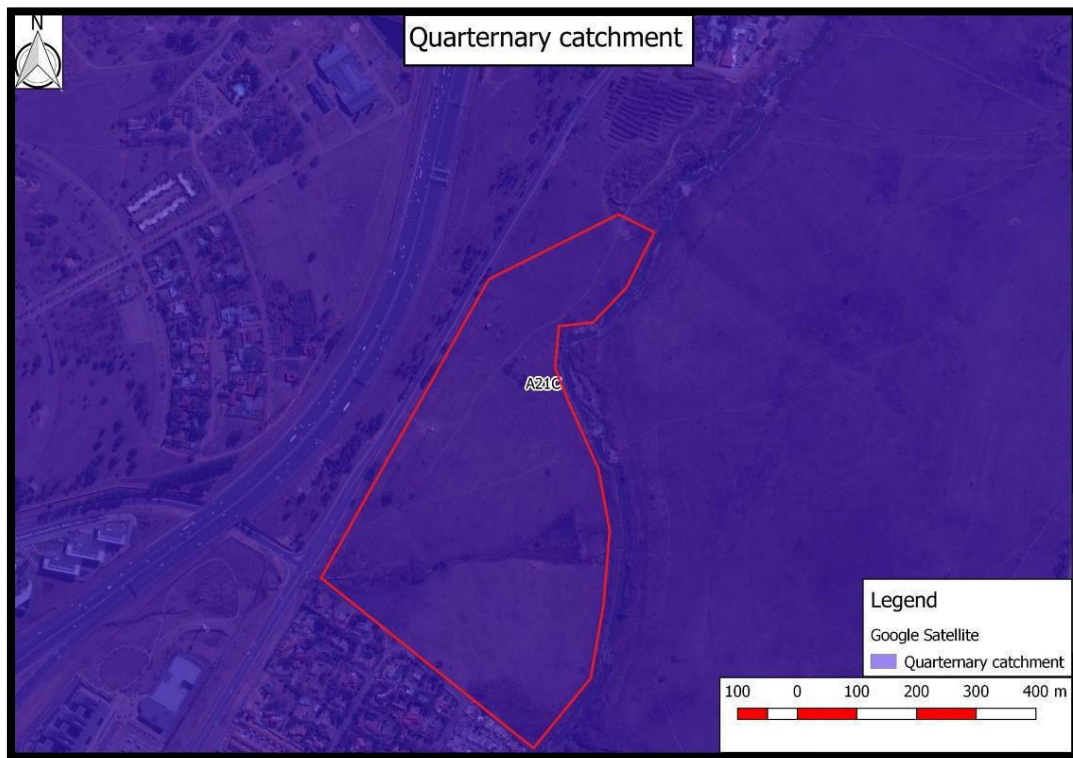 N
Quarternary catchment
A21C
Legend
Google Satellite
Quarternary catchment
100 0 100 200 300 400 m